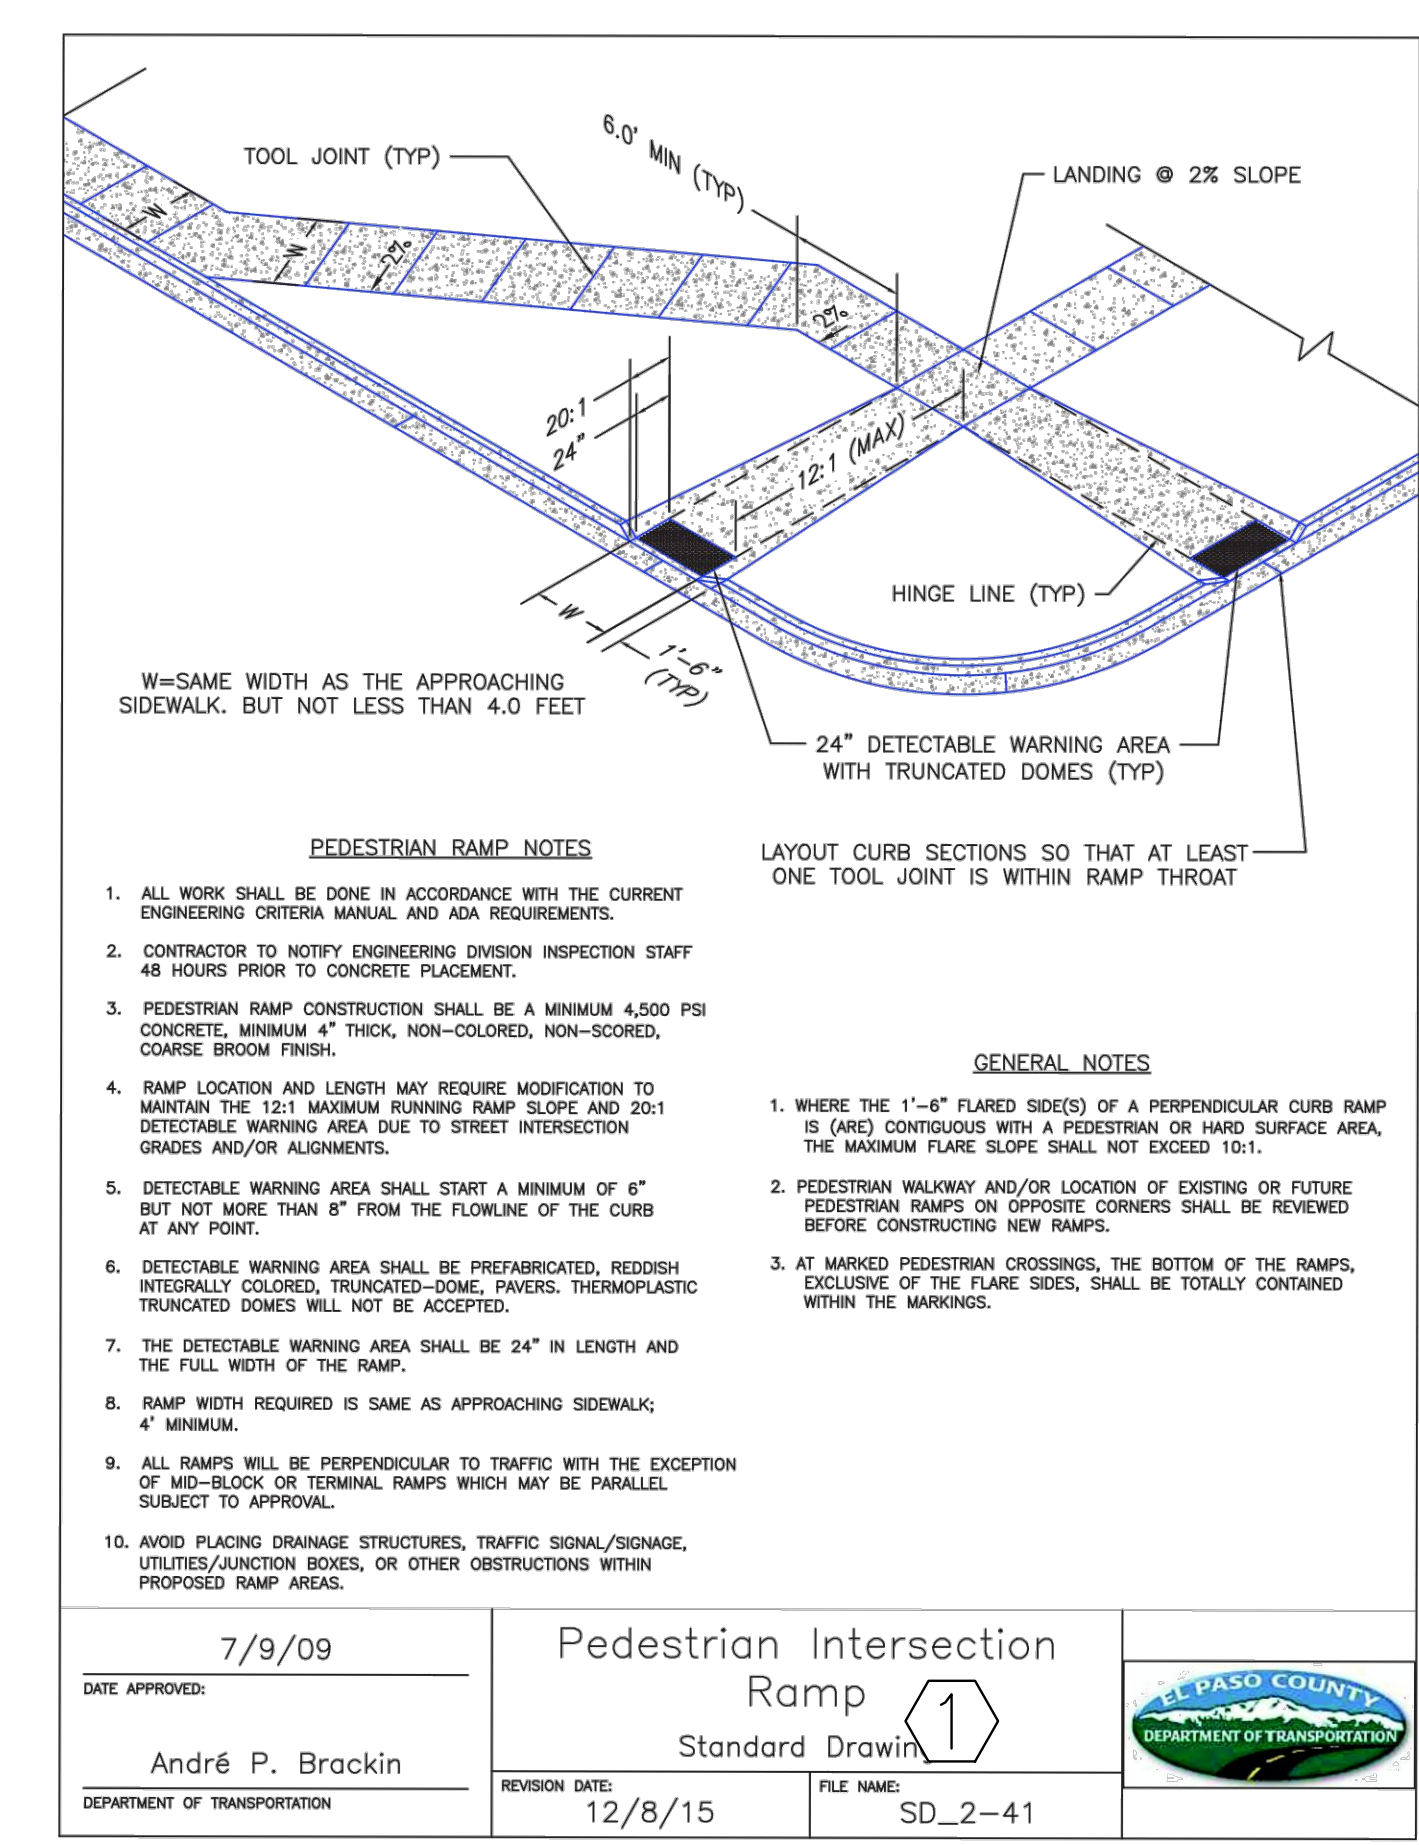 TOOL JOINT (TYP)
6.0' MIN (TYP)
LANDING @ 2% SLOPE
W
W
2%
2%
20:1
24"
12:1 (MAX)
HINGE LINE (TYP)
W
1'-6"
(TYP)
W=SAME WIDTH AS THE APPROACHING
SIDEWALK. BUT NOT LESS THAN 4.0 FEET
24" DETECTABLE WARNING AREA
WITH TRUNCATED DOMES (TYP)
LAYOUT CURB SECTIONS SO THAT AT LEAST
ONE TOOL JOINT IS WITHIN RAMP THROAT
PEDESTRIAN RAMP NOTES
1. ALL WORK SHALL BE DONE IN ACCORDANCE WITH THE CURRENT
ENGINEERING CRITERIA MANUAL AND ADA REQUIREMENTS.
2. CONTRACTOR TO NOTIFY ENGINEERING DIVISION INSPECTION STAFF
48 HOURS PRIOR TO CONCRETE PLACEMENT.
3. PEDESTRIAN RAMP CONSTRUCTION SHALL BE A MINIMUM 4,500 PSI
CONCRETE, MINIMUM 4" THICK, NON-COLORED, NON-SCORED,
COARSE BROOM FINISH.
4. RAMP LOCATION AND LENGTH MAY REQUIRE MODIFICATION TO
MAINTAIN THE 12:1 MAXIMUM RUNNING RAMP SLOPE AND 20:1
DETECTABLE WARNING AREA DUE TO STREET INTERSECTION
GRADES AND/OR ALIGNMENTS.
5. DETECTABLE WARNING AREA SHALL START A MINIMUM OF 6"
BUT NOT MORE THAN 8" FROM THE FLOWLINE OF THE CURB
AT ANY POINT.
6. DETECTABLE WARNING AREA SHALL BE PREFABRICATED, REDDISH
INTEGRALLY COLORED, TRUNCATED-DOME, PAVERS. THERMOPLASTIC
TRUNCATED DOMES WILL NOT BE ACCEPTED.
7. THE DETECTABLE WARNING AREA SHALL BE 24" IN LENGTH AND
THE FULL WIDTH OF THE RAMP.
8. RAMP WIDTH REQUIRED IS SAME AS APPROACHING SIDEWALK;
4' MINIMUM.
9. ALL RAMPS WILL BE PERPENDICULAR TO TRAFFIC WITH THE EXCEPTION
OF MID-BLOCK OR TERMINAL RAMPS WHICH MAY BE PARALLEL
SUBJECT TO APPROVAL.
10. AVOID PLACING DRAINAGE STRUCTURES, TRAFFIC SIGNAL/SIGNAGE,
UTILITIES/JUNCTION BOXES, OR OTHER OBSTRUCTIONS WITHIN
PROPOSED RAMP AREAS.
GENERAL NOTES
1. WHERE THE 1'-6" FLARED SIDE(S) OF A PERPENDICULAR CURB RAMP
IS (ARE) CONTIGUOUS WITH A PEDESTRIAN OR HARD SURFACE AREA,
THE MAXIMUM FLARE SLOPE SHALL NOT EXCEED 10:1.
2. PEDESTRIAN WALKWAY AND/OR LOCATION OF EXISTING OR FUTURE
PEDESTRIAN RAMPS ON OPPOSITE CORNERS SHALL BE REVIEWED
BEFORE CONSTRUCTING NEW RAMPS.
3. AT MARKED PEDESTRIAN CROSSINGS, THE BOTTOM OF THE RAMPS,
EXCLUSIVE OF THE FLARE SIDES, SHALL BE TOTALLY CONTAINED
WITHIN THE MARKINGS.
7/9/09
DATE APPROVED:
André P. Brackin
DEPARTMENT OF TRANSPORTATION
Pedestrian Intersection
Ramp
1
Standard Drawing
REVISION DATE:
12/8/15
FILE NAME:
SD_2-41
EL PASO COUNTY
DEPARTMENT OF TRANSPORTATION